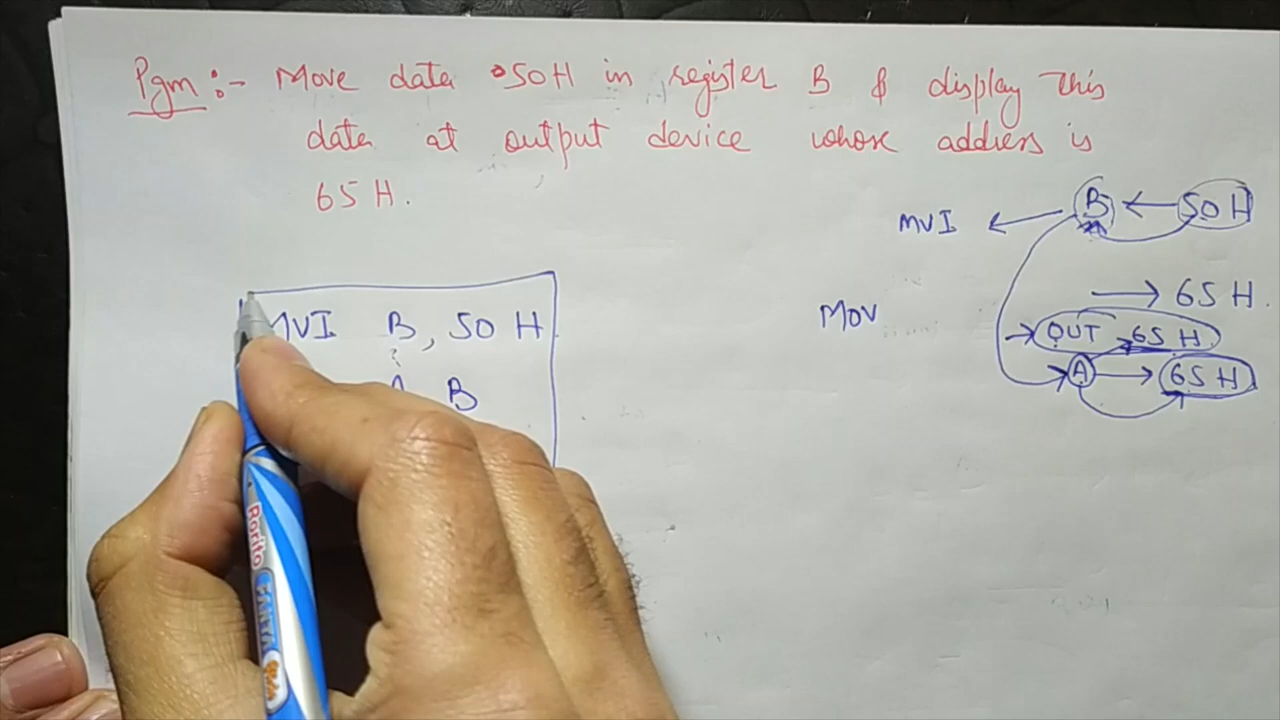 Pgm :- Move data 50H in register B & display this
data at output device whose address is
65 H.
B ← 50 H
MVI
→ 65 H.
MOV
→ OUT 65 H
A → 65 H
MVI B, 50 H
A B
Rorito